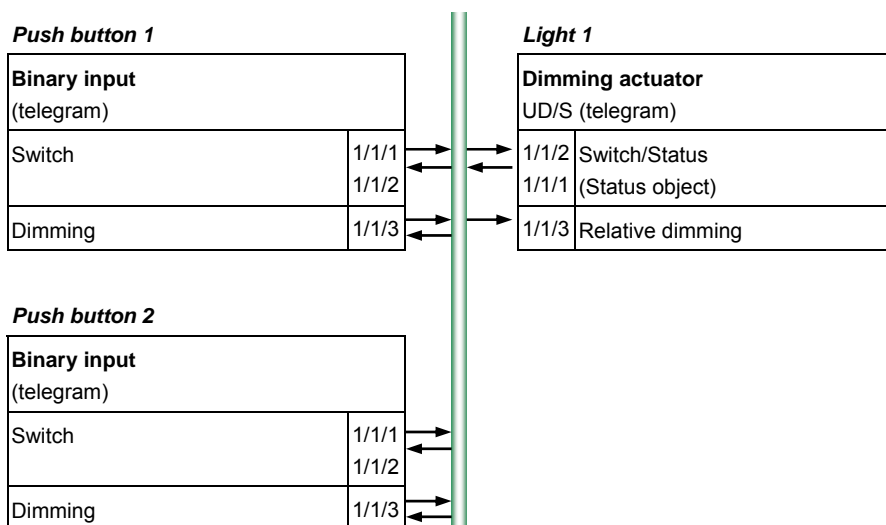 Push button 1
Binary input
(telegram)
Switch 1/1/1
1/1/2
Dimming 1/1/3
Light 1
Dimming actuator
UD/S (telegram)
1/1/2 Switch/Status
1/1/1 (Status object)
1/1/3 Relative dimming
Push button 2
Binary input
(telegram)
Switch 1/1/1
1/1/2
Dimming 1/1/3